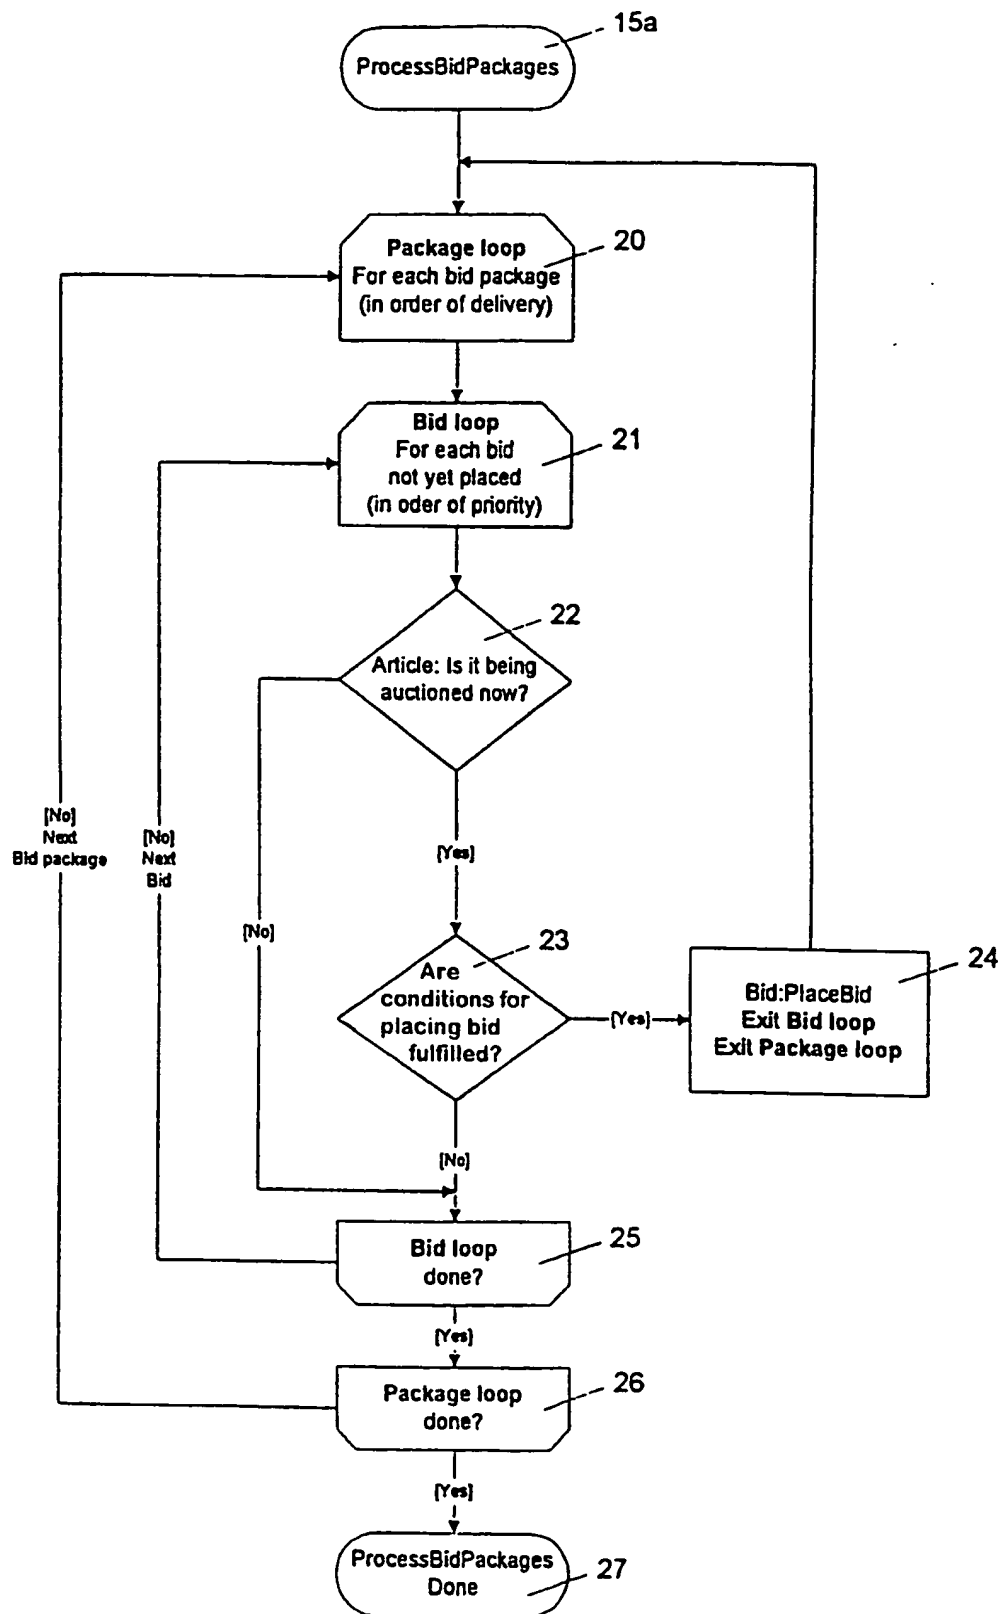 15a
ProcessBidPackages
20
Package loop
For each bid package
(in order of delivery)
21
Bid loop
For each bid
not yet placed
(in oder of priority)
22
Article: Is it being
auctioned now?
[No]
Next
Bid package
[No]
Next
Bid
[No]
[Yes]
23
Are
conditions for
placing bid
fulfilled?
[Yes]
24
Bid:PlaceBid
Exit Bid loop
Exit Package loop
[No]
25
Bid loop
done?
[Yes]
26
Package loop
done?
[Yes]
ProcessBidPackages
Done
27